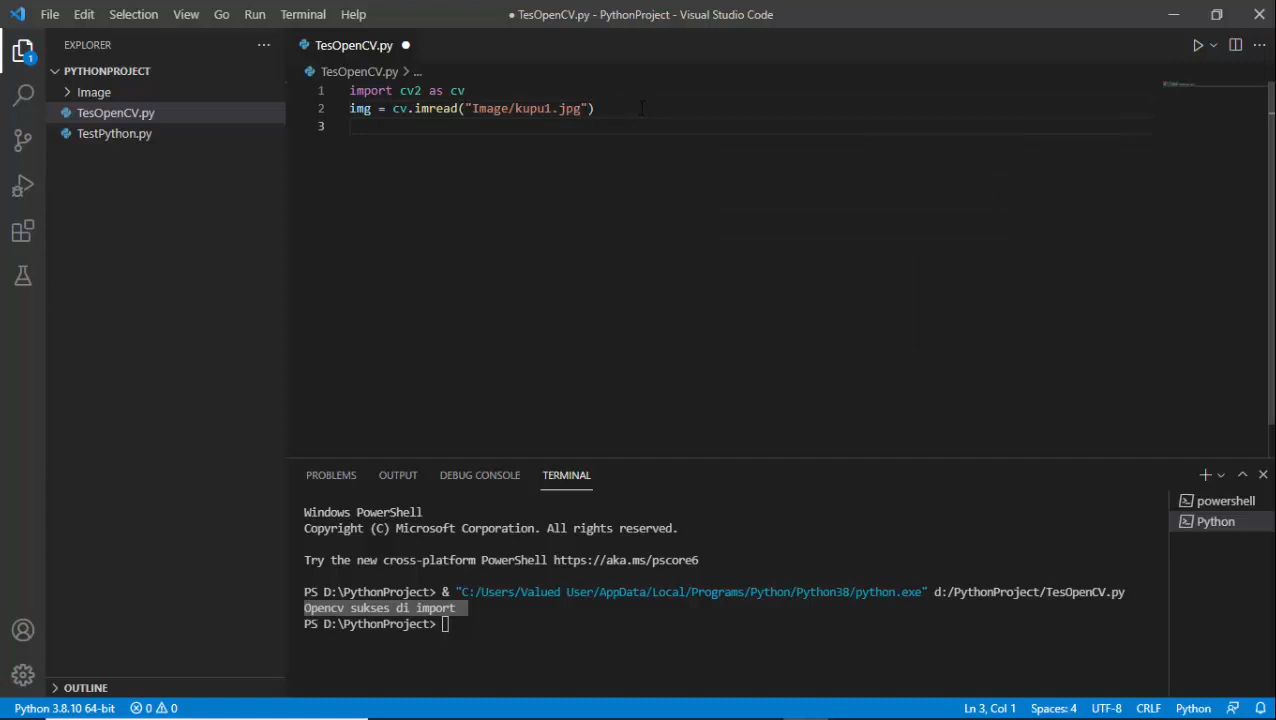 File Edit Selection View Go Run Terminal Help
● TesOpenCV.py - PythonProject - Visual Studio Code
EXPLORER
PYTHONPROJECT
Image
TesOpenCV.py
TestPython.py
OUTLINE
1
TesOpenCV.py
TesOpenCV.py > ...
1 import cv2 as cv
2 img = cv.imread("Image/kupu1.jpg")
3
PROBLEMS OUTPUT DEBUG CONSOLE TERMINAL
Windows PowerShell
Copyright (C) Microsoft Corporation. All rights reserved.
Try the new cross-platform PowerShell https://aka.ms/pscore6
PS D:\PythonProject> & "C:/Users/Valued User/AppData/Local/Programs/Python/Python38/python.exe" d:/PythonProject/TesOpenCV.py
Opencv sukses di import
PS D:\PythonProject>
powershell
Python
Python 3.8.10 64-bit 0 0 Ln 3, Col 1 Spaces: 4 UTF-8 CRLF Python